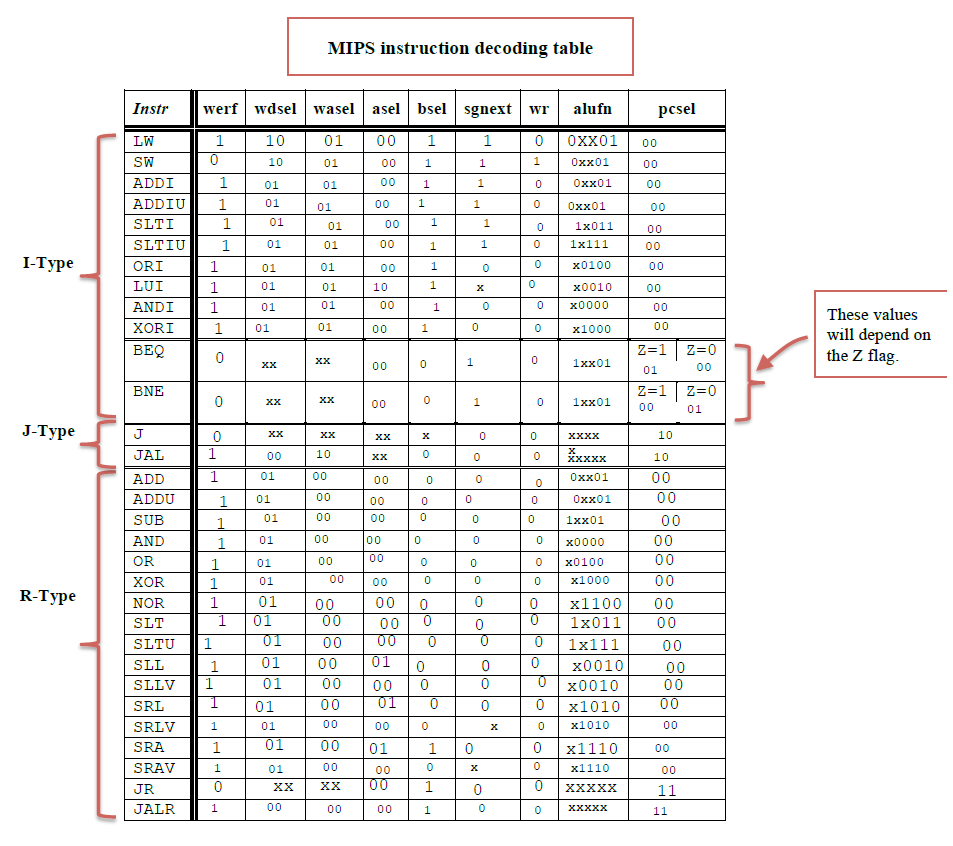 MIPS instruction decoding table
Instr werf wdsel wasel asel bsel sgnext wr alufn pcsel
LW 1 10 01 00 1 1 0 0XX01 00
SW 0 10 01 00 1 1 1 0xx01 00
ADDI 1 01 01 00 1 1 0 0xx01 00
ADDIU 1 01 01 00 1 1 0 0xx01 00
SLTI 1 01 01 00 1 1 0 1x011 00
SLTIU 1 01 01 00 1 1 0 1x111 00
I-Type
ORI 1 01 01 00 1 0 0 x0100 00
LUI 1 01 01 10 1 x 0 x0010 00
ANDI 1 01 01 00 1 0 0 x0000 00
XORI 1 01 01 00 1 0 0 x1000 00
These values
will depend on
the Z flag.
BEQ 0 xx xx 00 0 1 0 1xx01 Z=1 Z=0
01 00
BNE 0 xx xx 00 0 1 0 1xx01 Z=1 Z=0
00 01
J-Type
J 0 xx xx xx x 0 0 xxxx 10
JAL 1 00 10 xx 0 0 0 x
xxxxx 10
ADD 1 01 00 00 0 0 0 0xx01 00
ADDU 1 01 00 00 0 0 0 0xx01 00
SUB 1 01 00 00 0 0 0 1xx01 00
AND 1 01 00 00 0 0 0 x0000 00
OR 1 01 00 00 0 0 0 x0100 00
XOR 1 01 00 00 0 0 0 x1000 00
R-Type
NOR 1 01 00 00 0 0 0 x1100 00
SLT 1 01 00 00 0 0 0 1x011 00
SLTU 1 01 00 00 0 0 0 1x111 00
SLL 1 01 00 01 0 0 0 x0010 00
SLLV 1 01 00 00 0 0 0 x0010 00
SRL 1 01 00 01 0 0 0 x1010 00
SRLV 1 01 00 00 0 x 0 x1010 00
SRA 1 01 00 01 1 0 0 x1110 00
SRAV 1 01 00 00 0 x 0 x1110 00
JR 0 xx xx 00 1 0 0 xxxxx 11
JALR 1 00 00 00 1 0 0 xxxxx 11